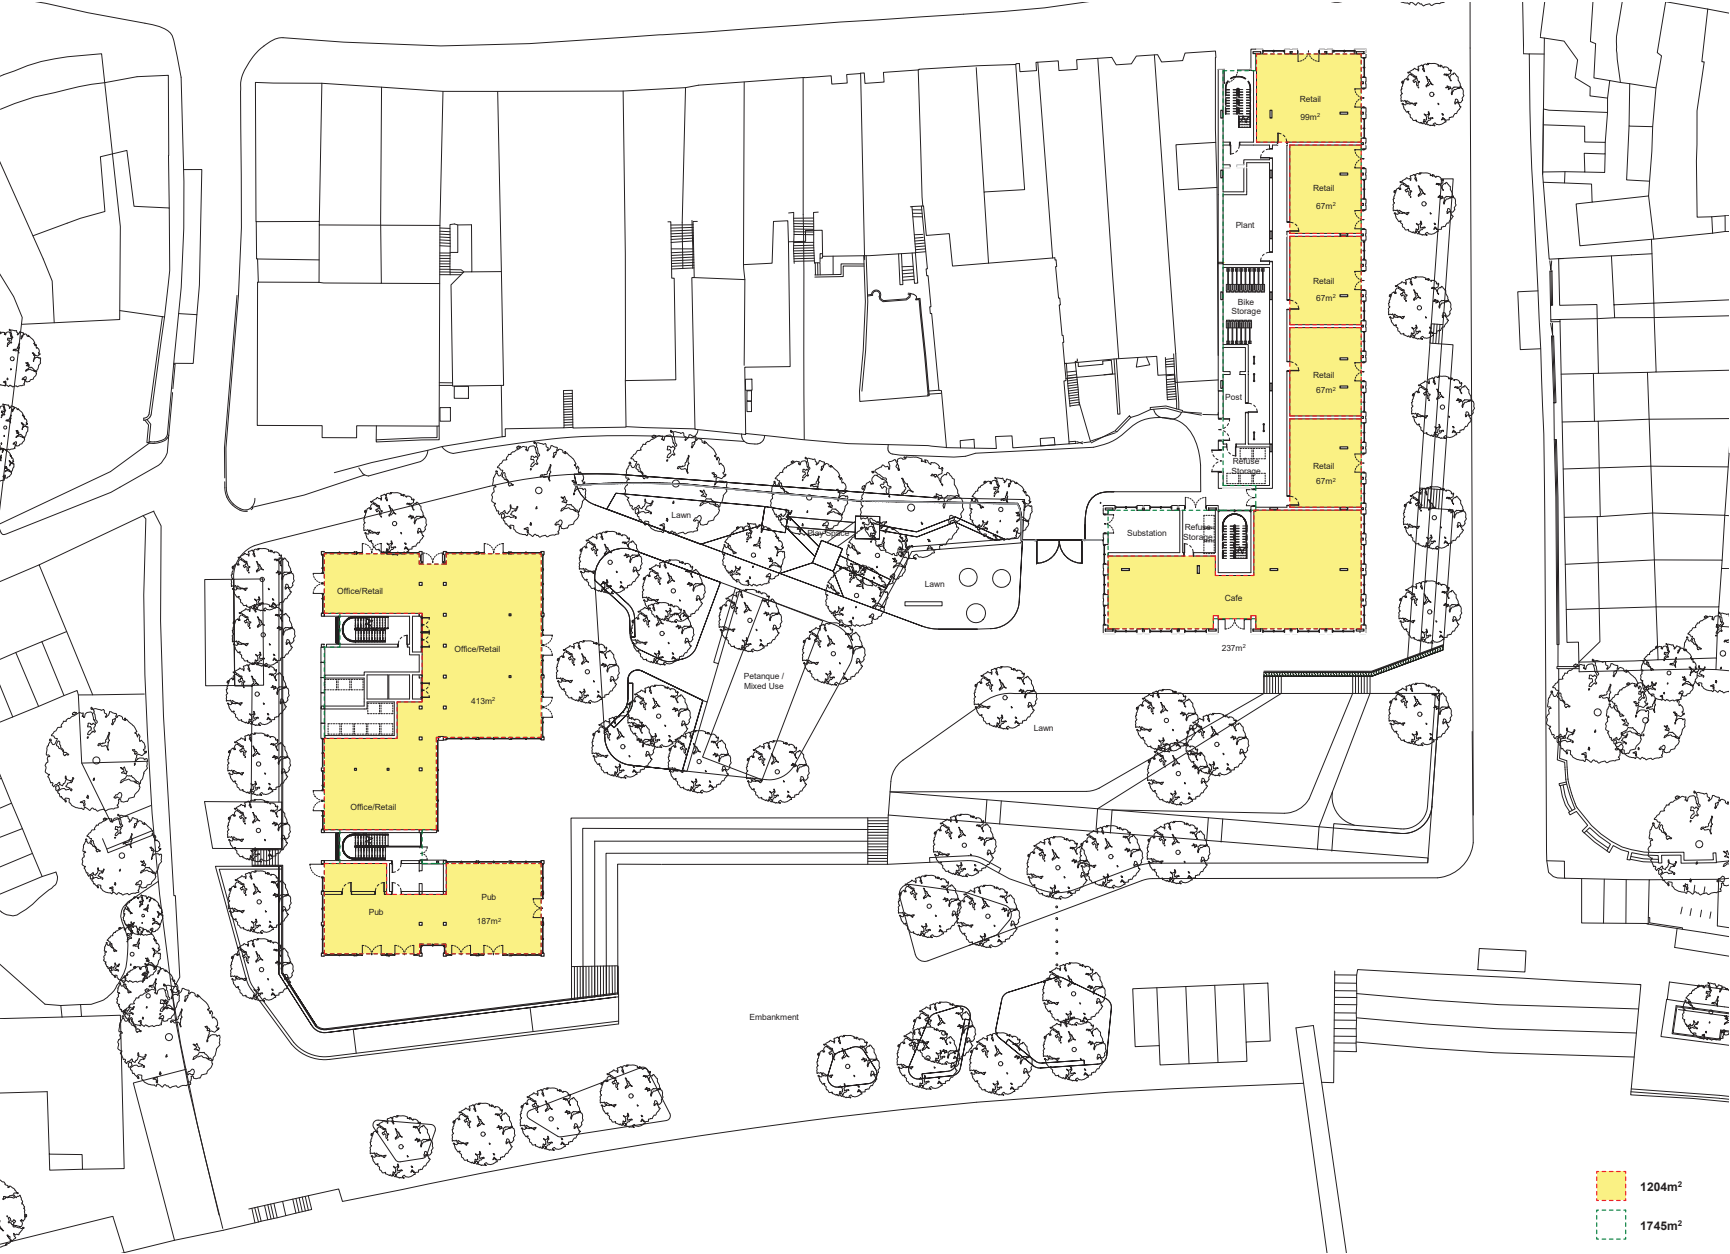 Retail
99m²
Retail
67m²
Plant
Retail
67m²
Bike
Storage
Retail
67m²
Post
Retail
67m²
Refuse
Storage
Lawn
Play Space
Substation
Refuse
Storage
Lawn
Cafe
237m²
Office/Retail
Office/Retail
413m²
Petanque /
Mixed Use
Lawn
Office/Retail
Pub
Pub
187m²
Embankment
1204m²
1745m²